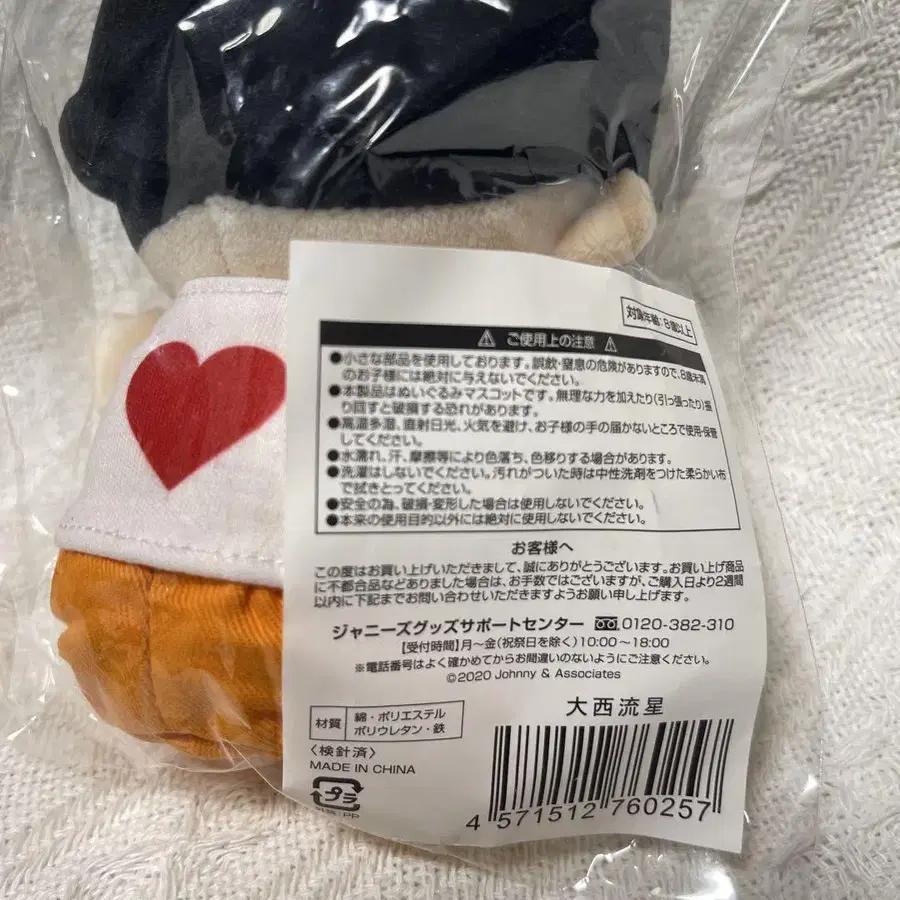 対象年齢:8歳以上
⚠ ご使用上の注意 ⚠
●小さな部品を使用しております。誤飲・窒息の危険がありますので、8歳未満
のお子様には絶対に与えないでください。
●本製品はぬいぐるみマスコットです。無理な力を加えたり(引っ張ったり)振
り回すと破損する恐れがあります。
●高温多湿、直射日光、火気を避け、お子様の手の届かないところで使用・保管
してください。
●水濡れ、汗、摩擦等により色落ち、色移りする場合があります。
●洗濯はしないでください。汚れがついた時は中性洗剤をつけた柔らかい布
で拭きとってください。
●安全の為、破損・変形した場合は使用しないでください。
●本来の使用目的以外には絶対に使用しないでください。
お客様へ
この度はお買い上げいただきまして、誠にありがとうございます。お買い上げ商品
に不都合品などありました場合は、お手数ではございますが、ご購入日より2週間
以内に下記までお問い合わせいただきますようお願い申し上げます。
ジャニーズグッズサポートセンター 0120-382-310
【受付時間】月~金(祝祭日を除く)10:00~18:00
※電話番号はよく確かめてからお間違いのないようにご注意ください。
©2020 Johnny & Associates
材質 綿・ポリエステル
ポリウレタン・鉄
〈検針済〉
MADE IN CHINA
プラ
外装:PP
大西流星
4 571512 760257